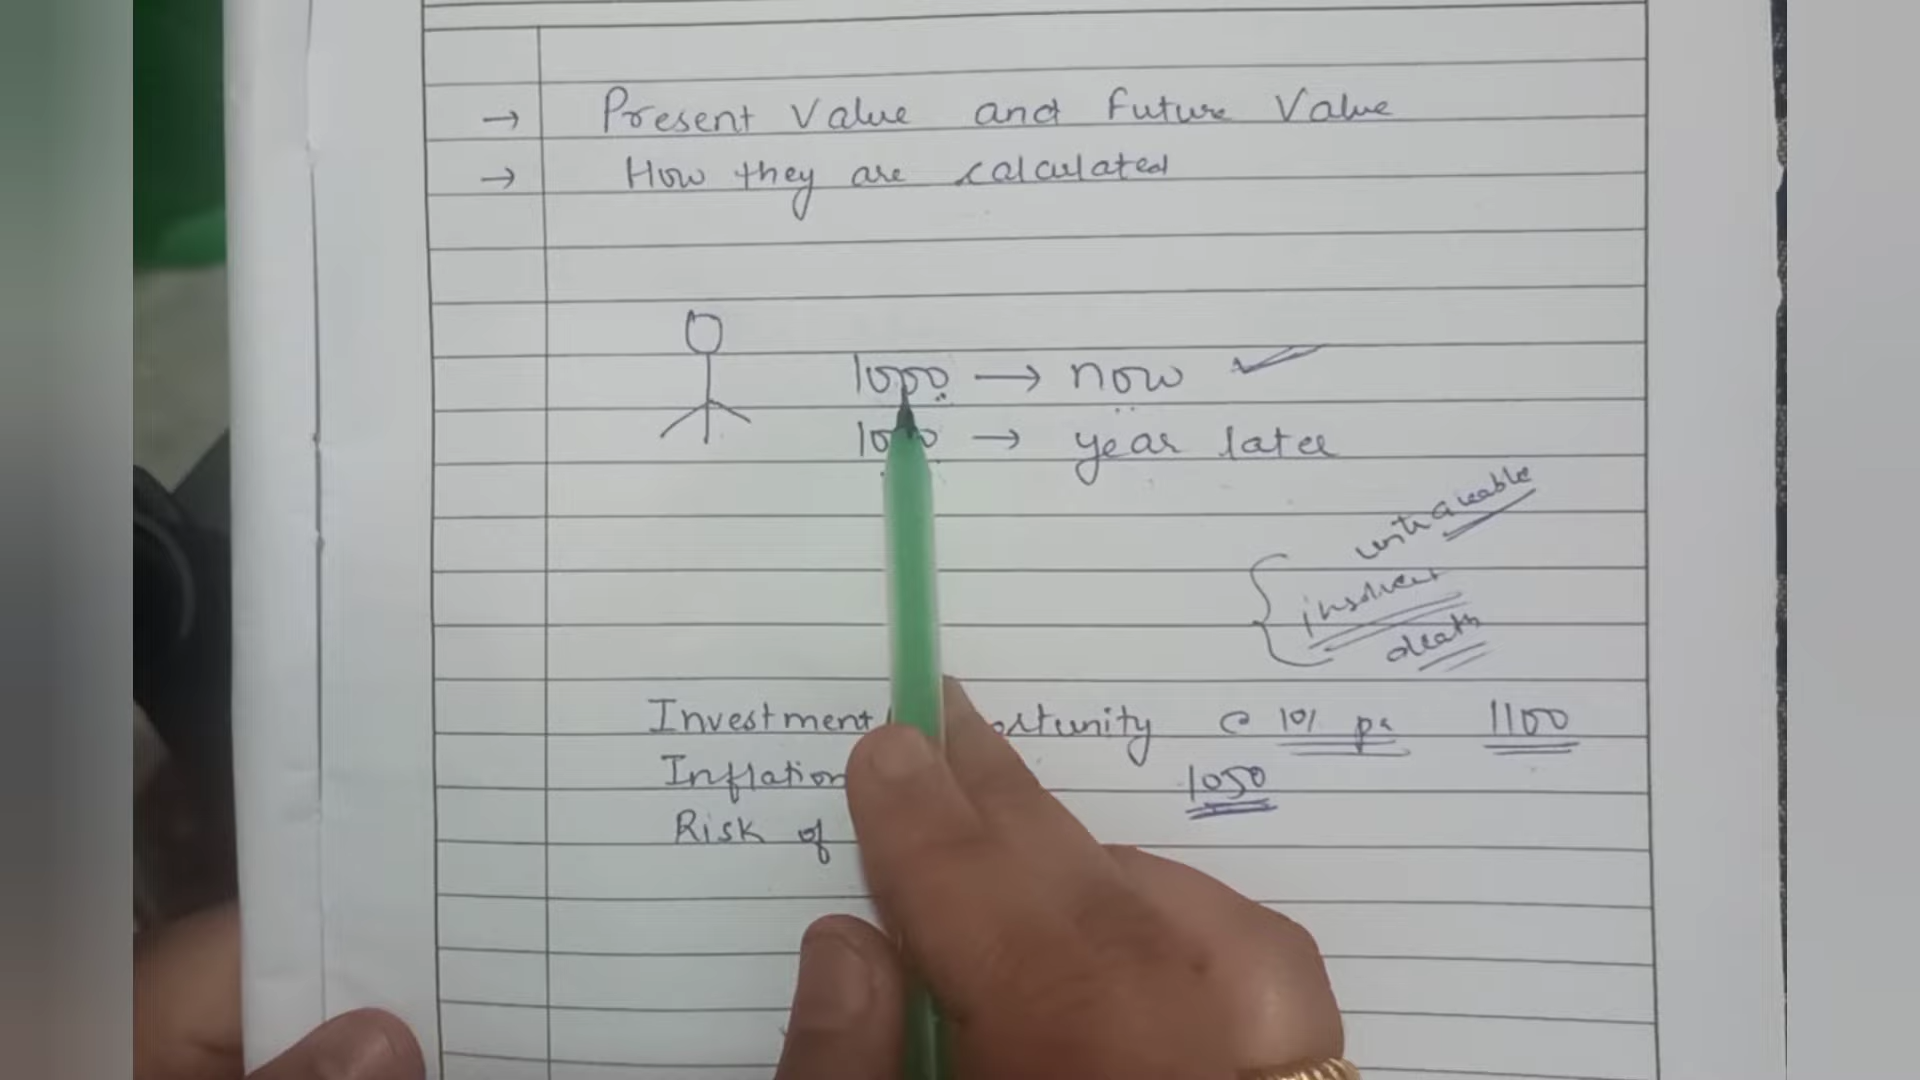 → Present Value and Future Value
→ How they are calculated
1000 → now ✓
1000 → year later
insolvent
death
Investment ortunity @ 10% pa 1100
Inflation 1050
Risk of